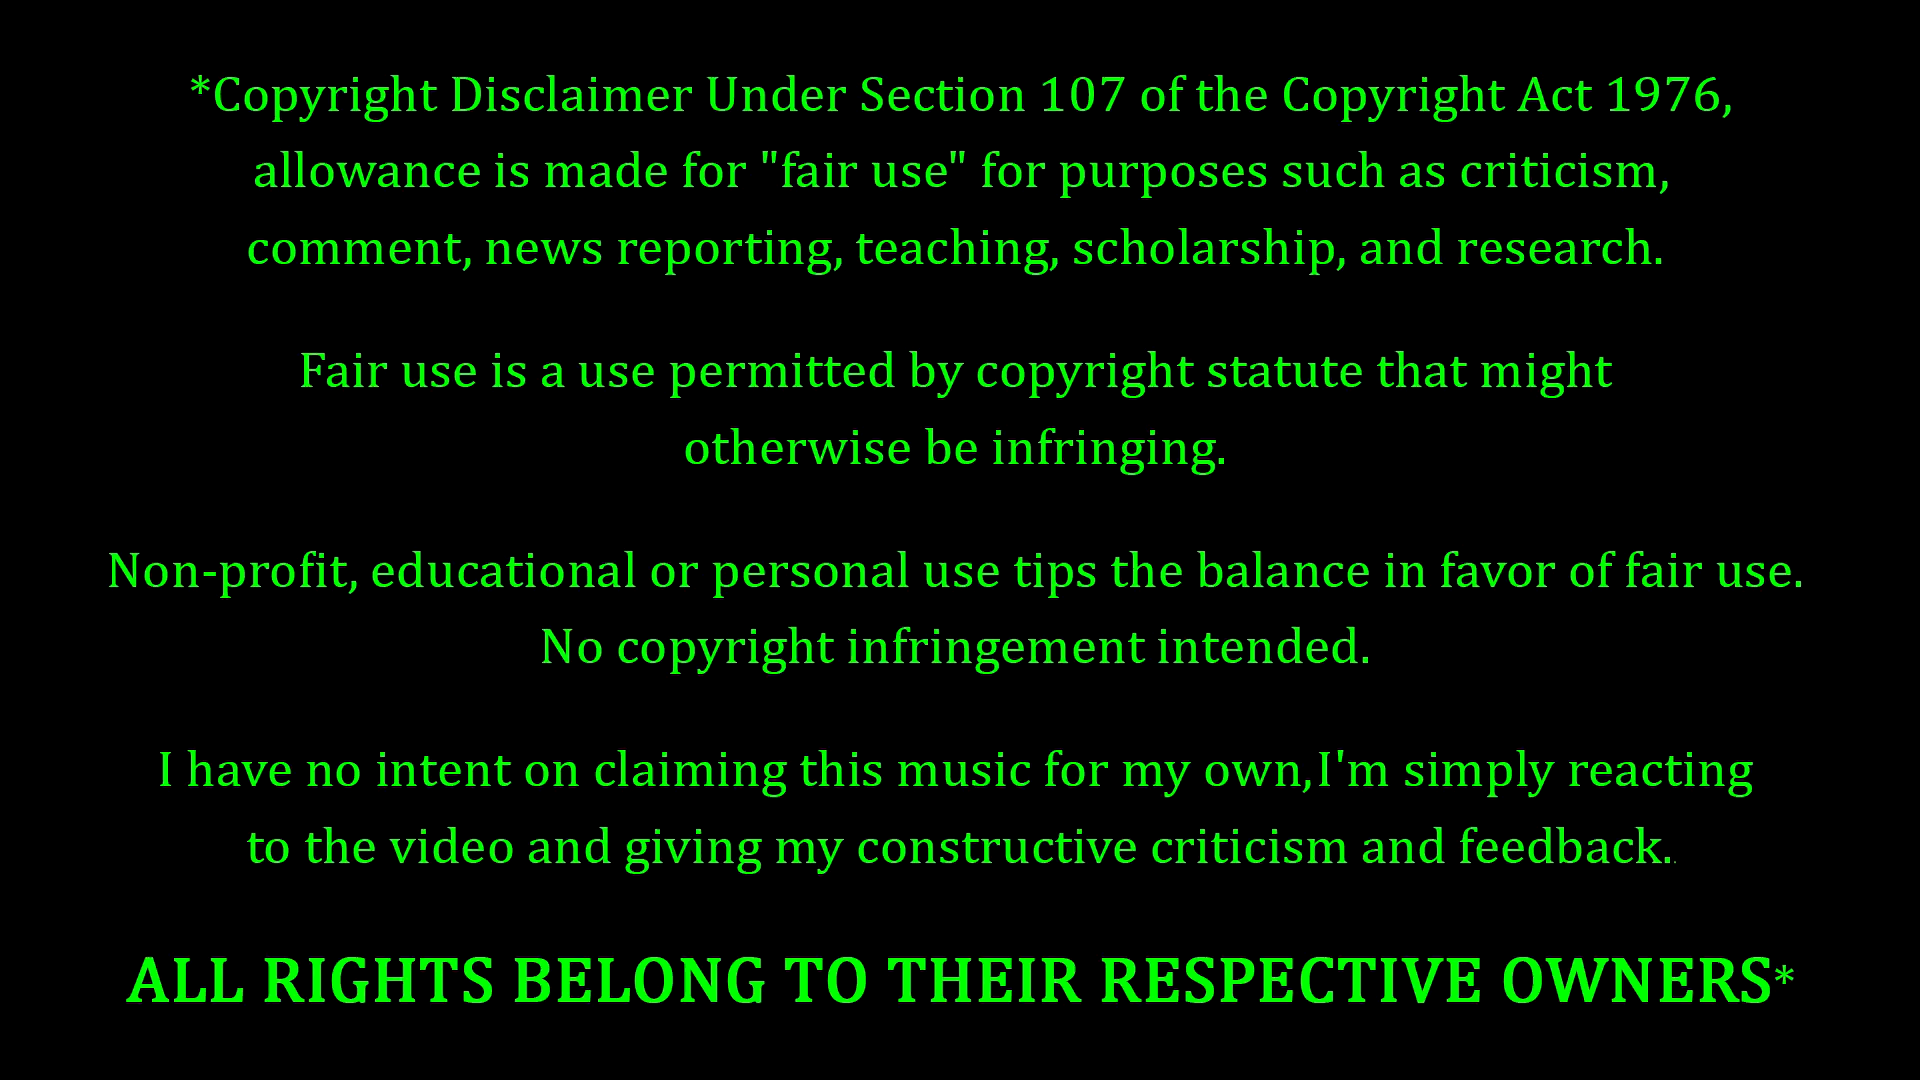 *Copyright Disclaimer Under Section 107 of the Copyright Act 1976,
allowance is made for "fair use" for purposes such as criticism,
comment, news reporting, teaching, scholarship, and research.
Fair use is a use permitted by copyright statute that might
otherwise be infringing.
Non-profit, educational or personal use tips the balance in favor of fair use.
No copyright infringement intended.
I have no intent on claiming this music for my own,I'm simply reacting
to the video and giving my constructive criticism and feedback..
ALL RIGHTS BELONG TO THEIR RESPECTIVE OWNERS*